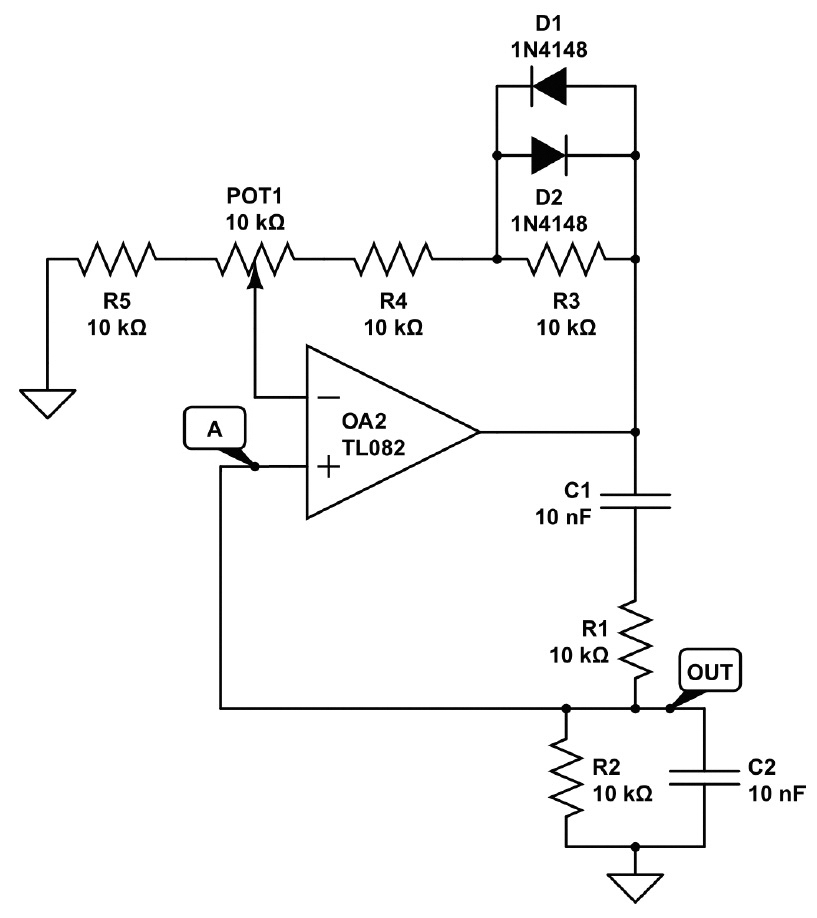 D1
1N4148
D2
1N4148
POT1
10 kΩ
R5
10 kΩ
R4
10 kΩ
R3
10 kΩ
A
−
+
OA2
TL082
C1
10 nF
R1
10 kΩ
OUT
R2
10 kΩ
C2
10 nF